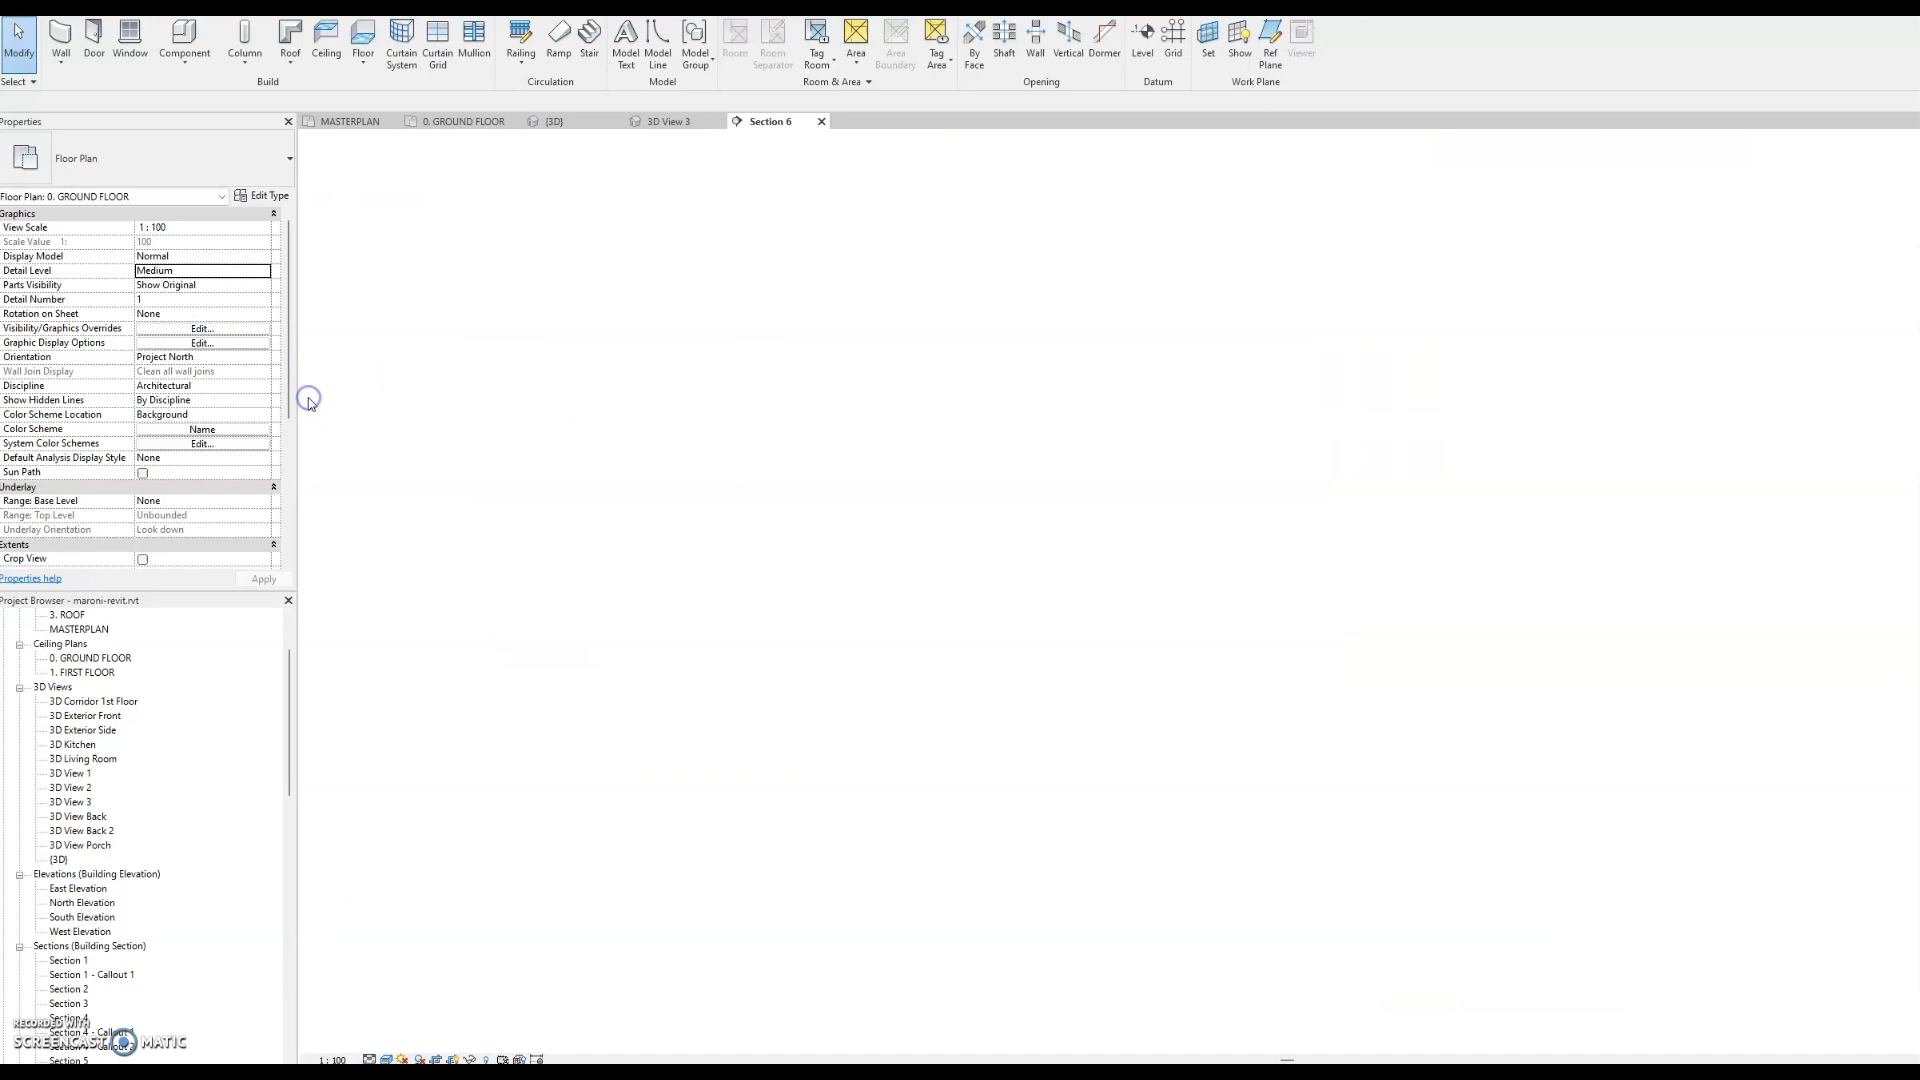 Modify Wall Door Window Component Column Roof Ceiling Floor Curtain System Curtain Grid Mullion Railing Ramp Stair Model Text Model Line Model Group Room Room Separator Tag Room Area Area Boundary Tag Area By Face Shaft Wall Vertical Dormer Level Grid Set Show Ref Plane Viewer
Select Build Circulation Model Room & Area Opening Datum Work Plane
Properties MASTERPLAN 0. GROUND FLOOR {3D} 3D View 3 Section 6
Floor Plan
Floor Plan: 0. GROUND FLOOR Edit Type
Graphics
View Scale 1 : 100
Scale Value 1: 100
Display Model Normal
Detail Level Medium
Parts Visibility Show Original
Detail Number 1
Rotation on Sheet None
Visibility/Graphics Overrides Edit...
Graphic Display Options Edit...
Orientation Project North
Wall Join Display Clean all wall joins
Discipline Architectural
Show Hidden Lines By Discipline
Color Scheme Location Background
Color Scheme Name
System Color Schemes Edit...
Default Analysis Display Style None
Sun Path
Underlay
Range: Base Level None
Range: Top Level Unbounded
Underlay Orientation Look down
Extents
Crop View
Properties help Apply
Project Browser - maroni-revit.rvt
3. ROOF
MASTERPLAN
Ceiling Plans
0. GROUND FLOOR
1. FIRST FLOOR
3D Views
3D Corridor 1st Floor
3D Exterior Front
3D Exterior Side
3D Kitchen
3D Living Room
3D View 1
3D View 2
3D View 3
3D View Back
3D View Back 2
3D View Porch
{3D}
Elevations (Building Elevation)
East Elevation
North Elevation
South Elevation
West Elevation
Sections (Building Section)
Section 1
Section 1 - Callout 1
Section 2
Section 3
Section 4
RECORDED WITH
Section 4 - Callout 1
SCREENCAST MATIC
Section 5
1 : 100